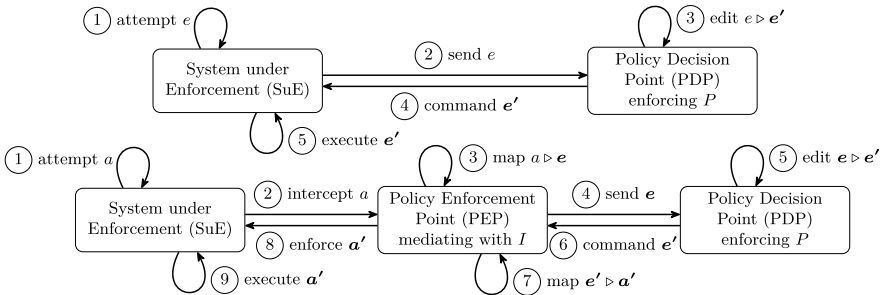 1 attempt e
3 edit e ▷ e′
System under
Enforcement (SuE)
2 send e
4 command e′
Policy Decision
Point (PDP)
enforcing P
5 execute e′
1 attempt a
3 map a ▷ e
5 edit e ▷ e′
System under
Enforcement (SuE)
2 intercept a
8 enforce a′
Policy Enforcement
Point (PEP)
mediating with I
4 send e
6 command e′
Policy Decision
Point (PDP)
enforcing P
9 execute a′
7 map e′ ▷ a′